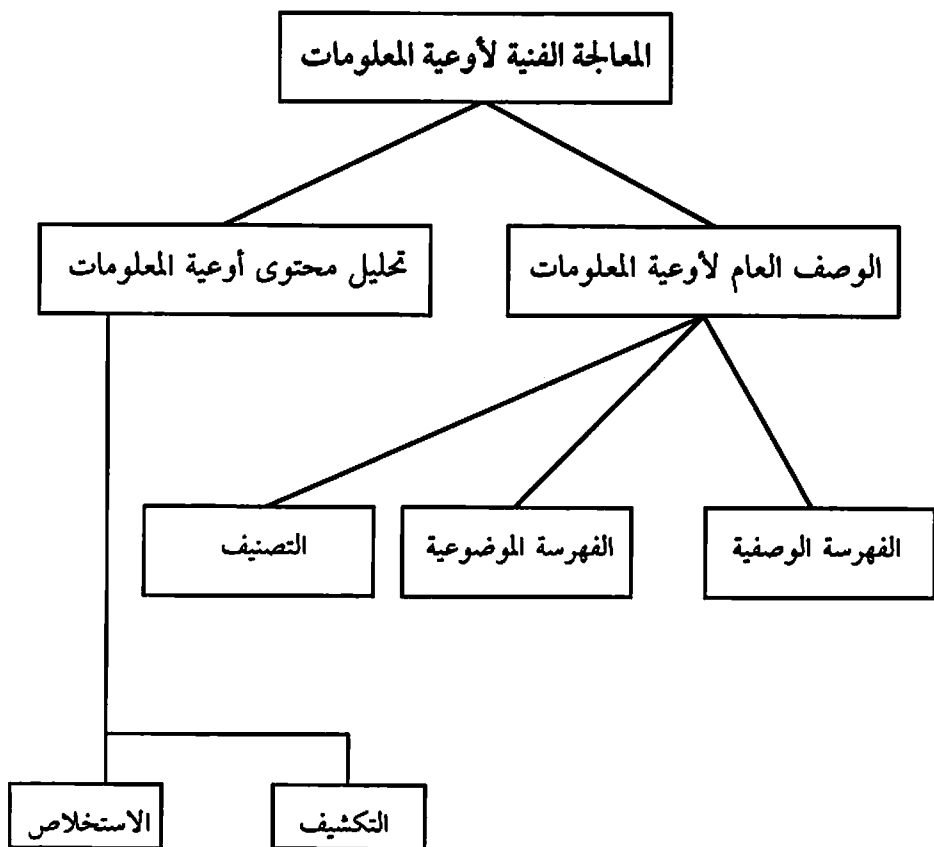 المعالجة الفنية لأوعية المعلومات
الوصف العام لأوعية المعلومات
تحليل محتوى أوعية المعلومات
الفهرسة الوصفية
الفهرسة الموضوعية
التصنيف
التكشيف
الاستخلاص